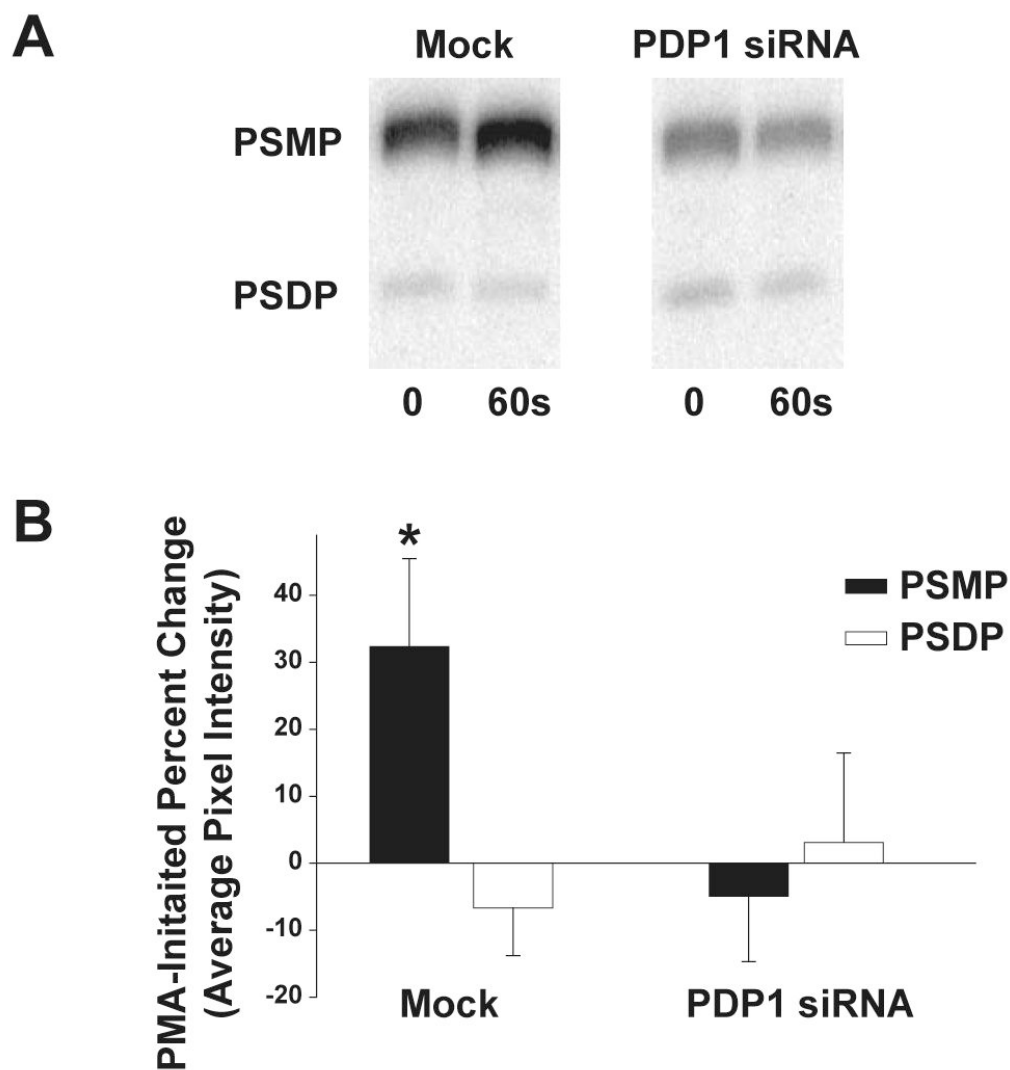 A
Mock PDP1 siRNA
PSMP
PSDP
0 60s 0 60s
B
PMA-Initaited Percent Change
(Average Pixel Intensity)
*
40
30
20
10
0
-10
-20
PSMP
PSDP
Mock PDP1 siRNA